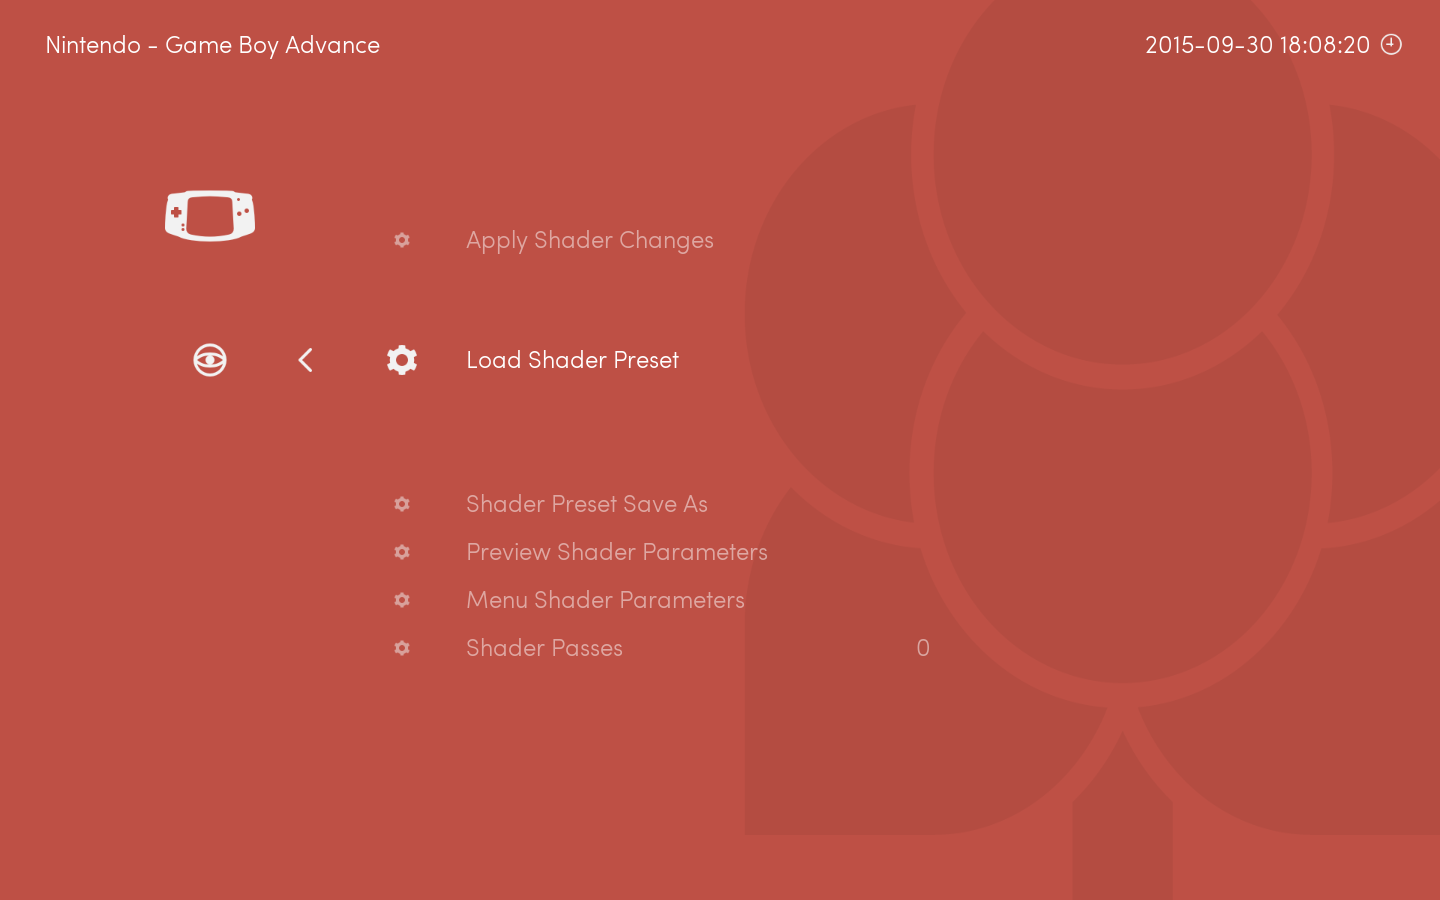 Nintendo - Game Boy Advance
2015-09-30 18:08:20
Apply Shader Changes
Load Shader Preset
Shader Preset Save As
Preview Shader Parameters
Menu Shader Parameters
Shader Passes 0